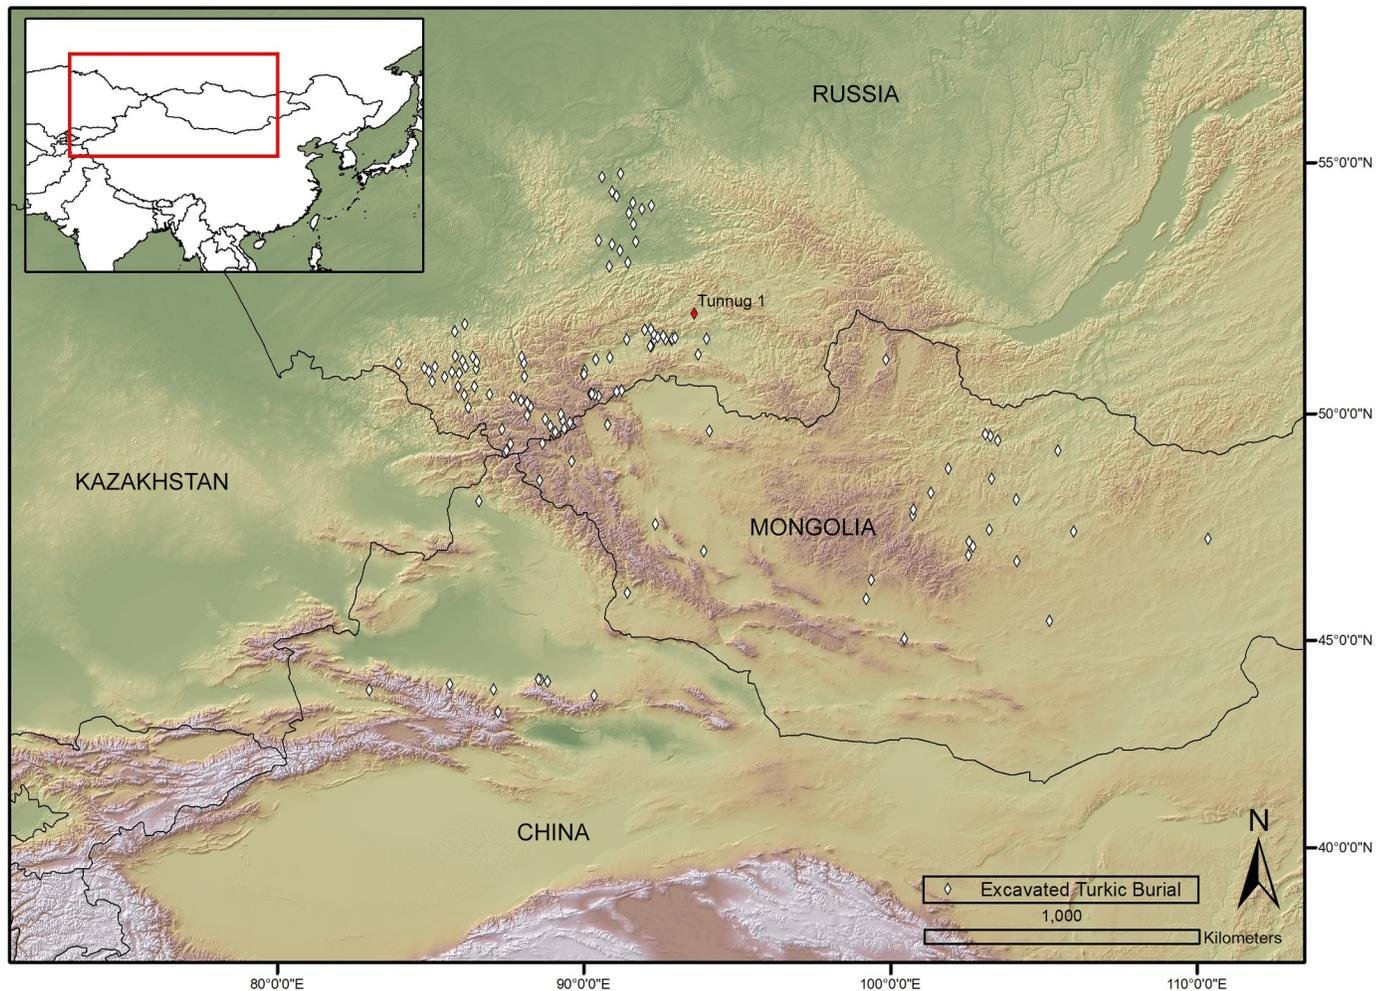 RUSSIA
55°0'0"N
Tunnug 1
50°0'0"N
KAZAKHSTAN
MONGOLIA
45°0'0"N
CHINA
N
40°0'0"N
Excavated Turkic Burial
1,000
Kilometers
80°0'0"E
90°0'0"E
100°0'0"E
110°0'0"E